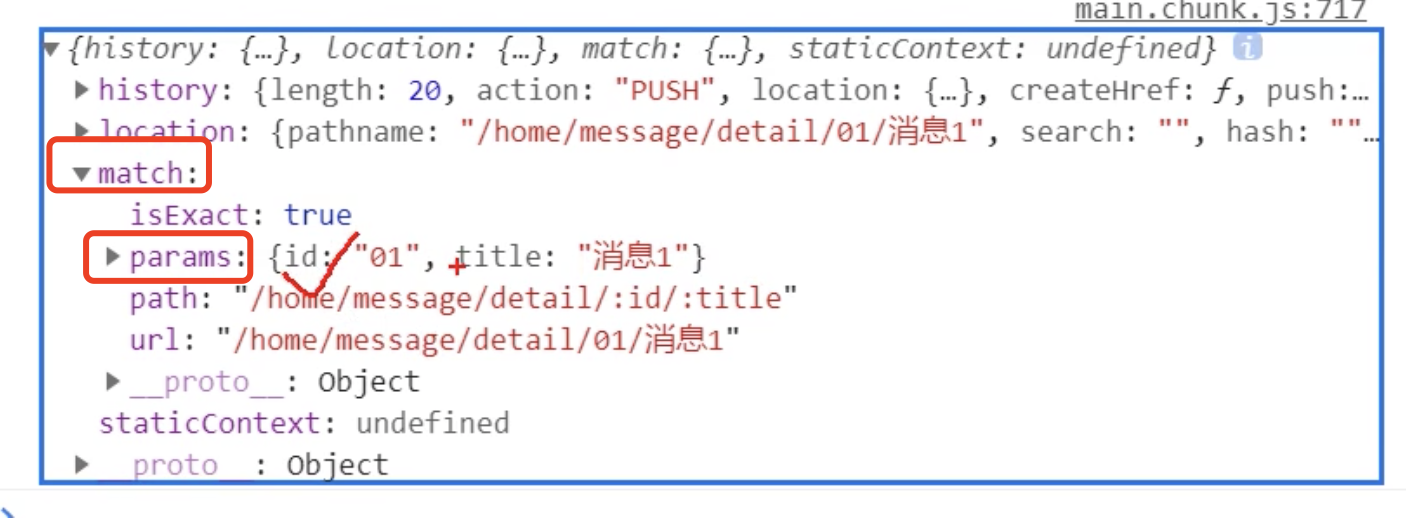 main.chunk.js:717
▼{history: {…}, location: {…}, match: {…}, staticContext: undefined} i
▶history: {length: 20, action: "PUSH", location: {…}, createHref: ƒ, push:…
▶location: {pathname: "/home/message/detail/01/消息1", search: "", hash: ""…
▼match:
isExact: true
▶params: {id: "01", title: "消息1"}
path: "/home/message/detail/:id/:title"
url: "/home/message/detail/01/消息1"
▶__proto__: Object
staticContext: undefined
▶__proto__: Object